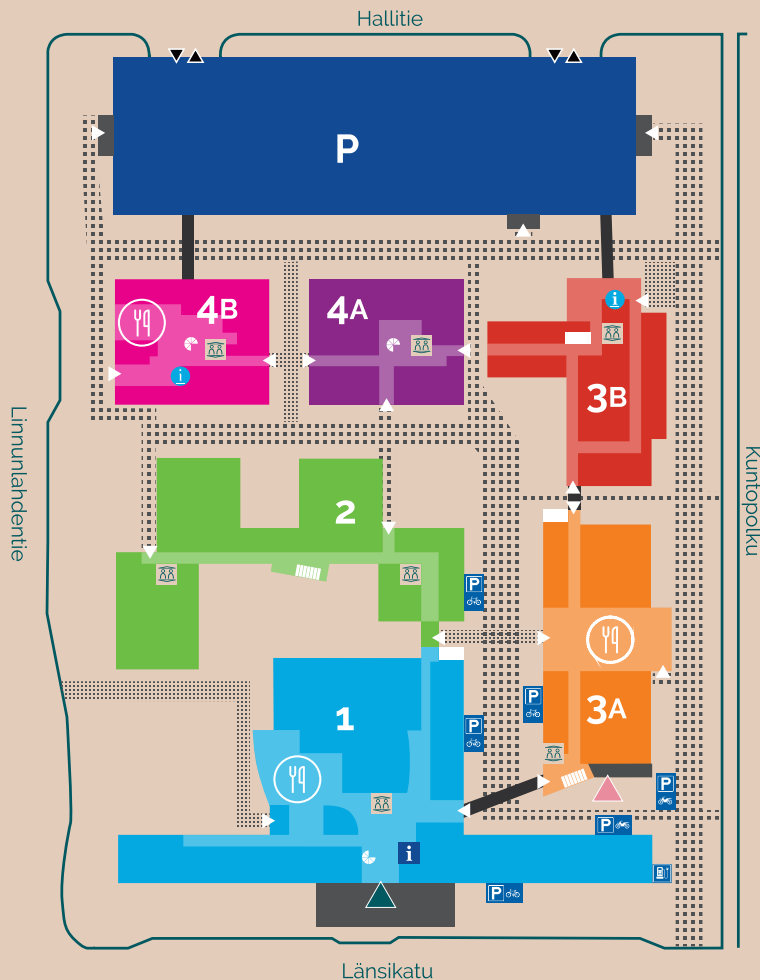 Hallitie
P
4B
4A
i
3B
i
Linnunlahdentie
Kuntopolku
2
P
1
P
P
3A
P
P
i
P
Länsikatu